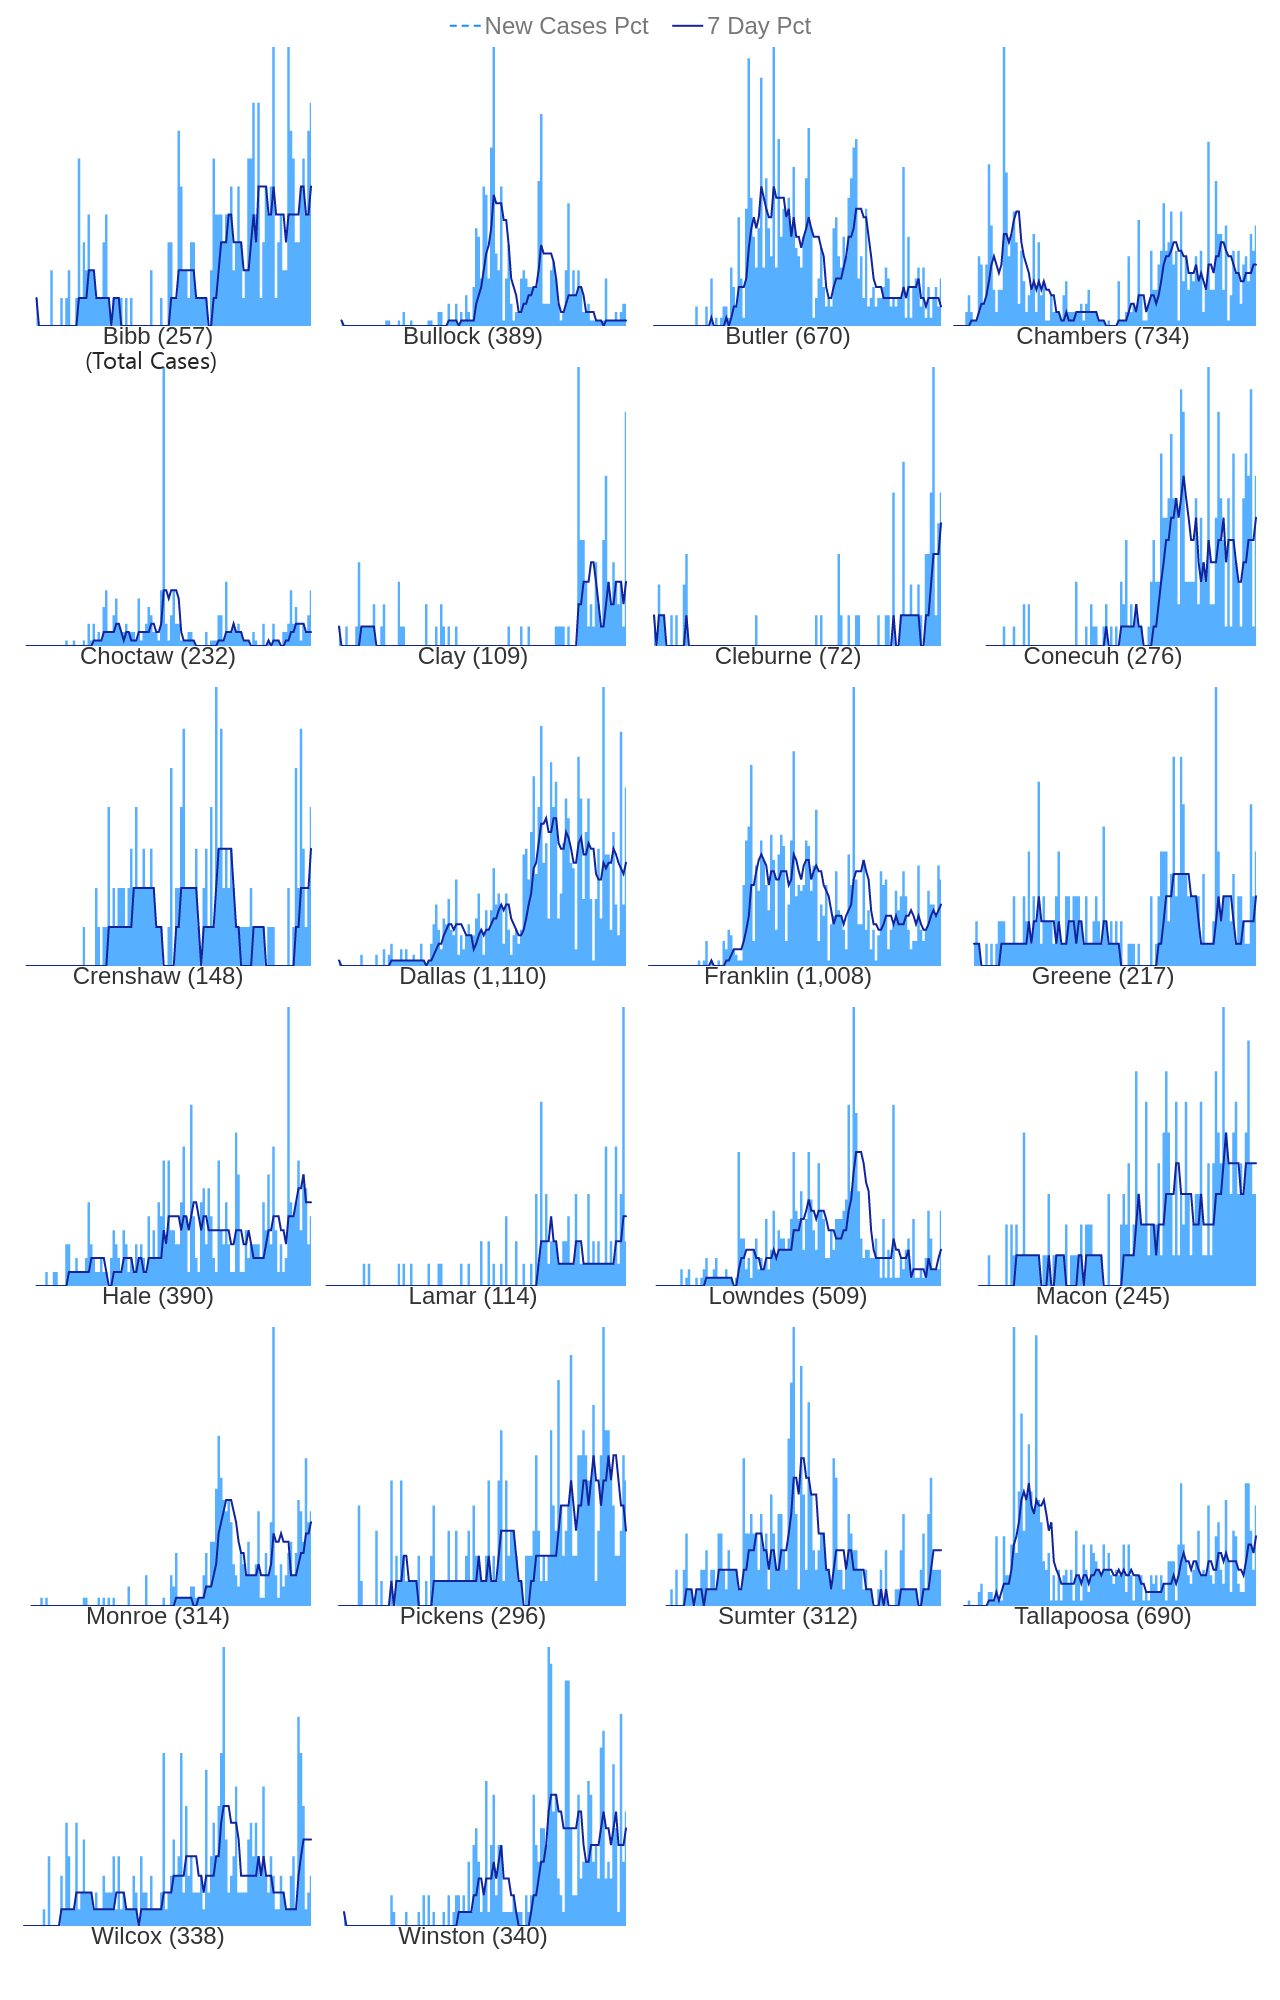 New Cases Pct 7 Day Pct
Bibb (257) Bullock (389) Butler (670) Chambers (734)
(Total Cases)
Choctaw (232) Clay (109) Cleburne (72) Conecuh (276)
Crenshaw (148) Dallas (1,110) Franklin (1,008) Greene (217)
Hale (390) Lamar (114) Lowndes (509) Macon (245)
Monroe (314) Pickens (296) Sumter (312) Tallapoosa (690)
Wilcox (338) Winston (340)